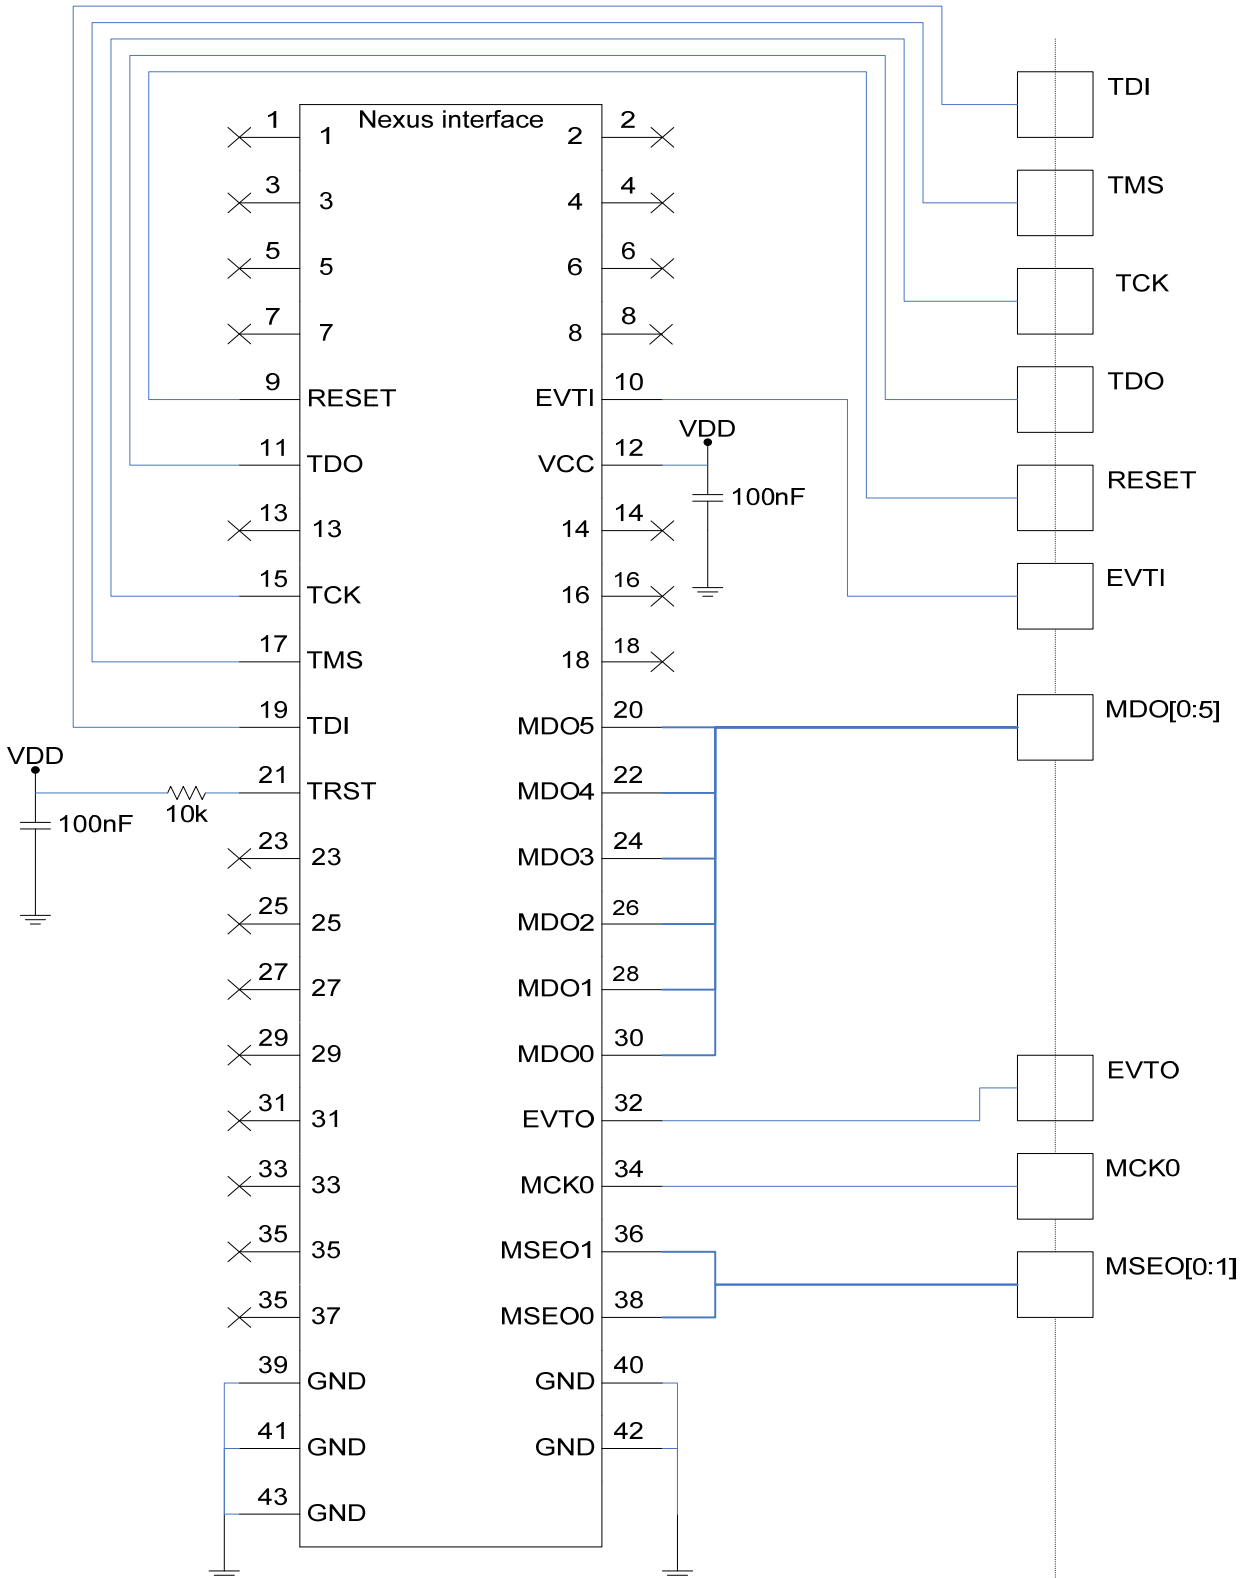 TDI
Nexus interface
1 1 2 2
TMS
3 3 4 4
5 5 6 6
TCK
7 7 8 8
9 RESET EVTI 10
TDO
VDD
11 TDO VCC 12
RESET
100nF
13 13 14 14
15 TCK 16 16
EVTI
17 TMS 18 18
19 TDI MDO5 20
MDO[0:5]
VDD
21 TRST MDO4 22
10k
100nF
23 23 MDO3 24
25 25 MDO2 26
27 27 MDO1 28
29 29 MDO0 30
EVTO
31 31 EVTO 32
33 33 MCK0 34
MCK0
35 35 MSEO1 36
MSEO[0:1]
35 37 MSEO0 38
39 GND GND 40
41 GND GND 42
43 GND